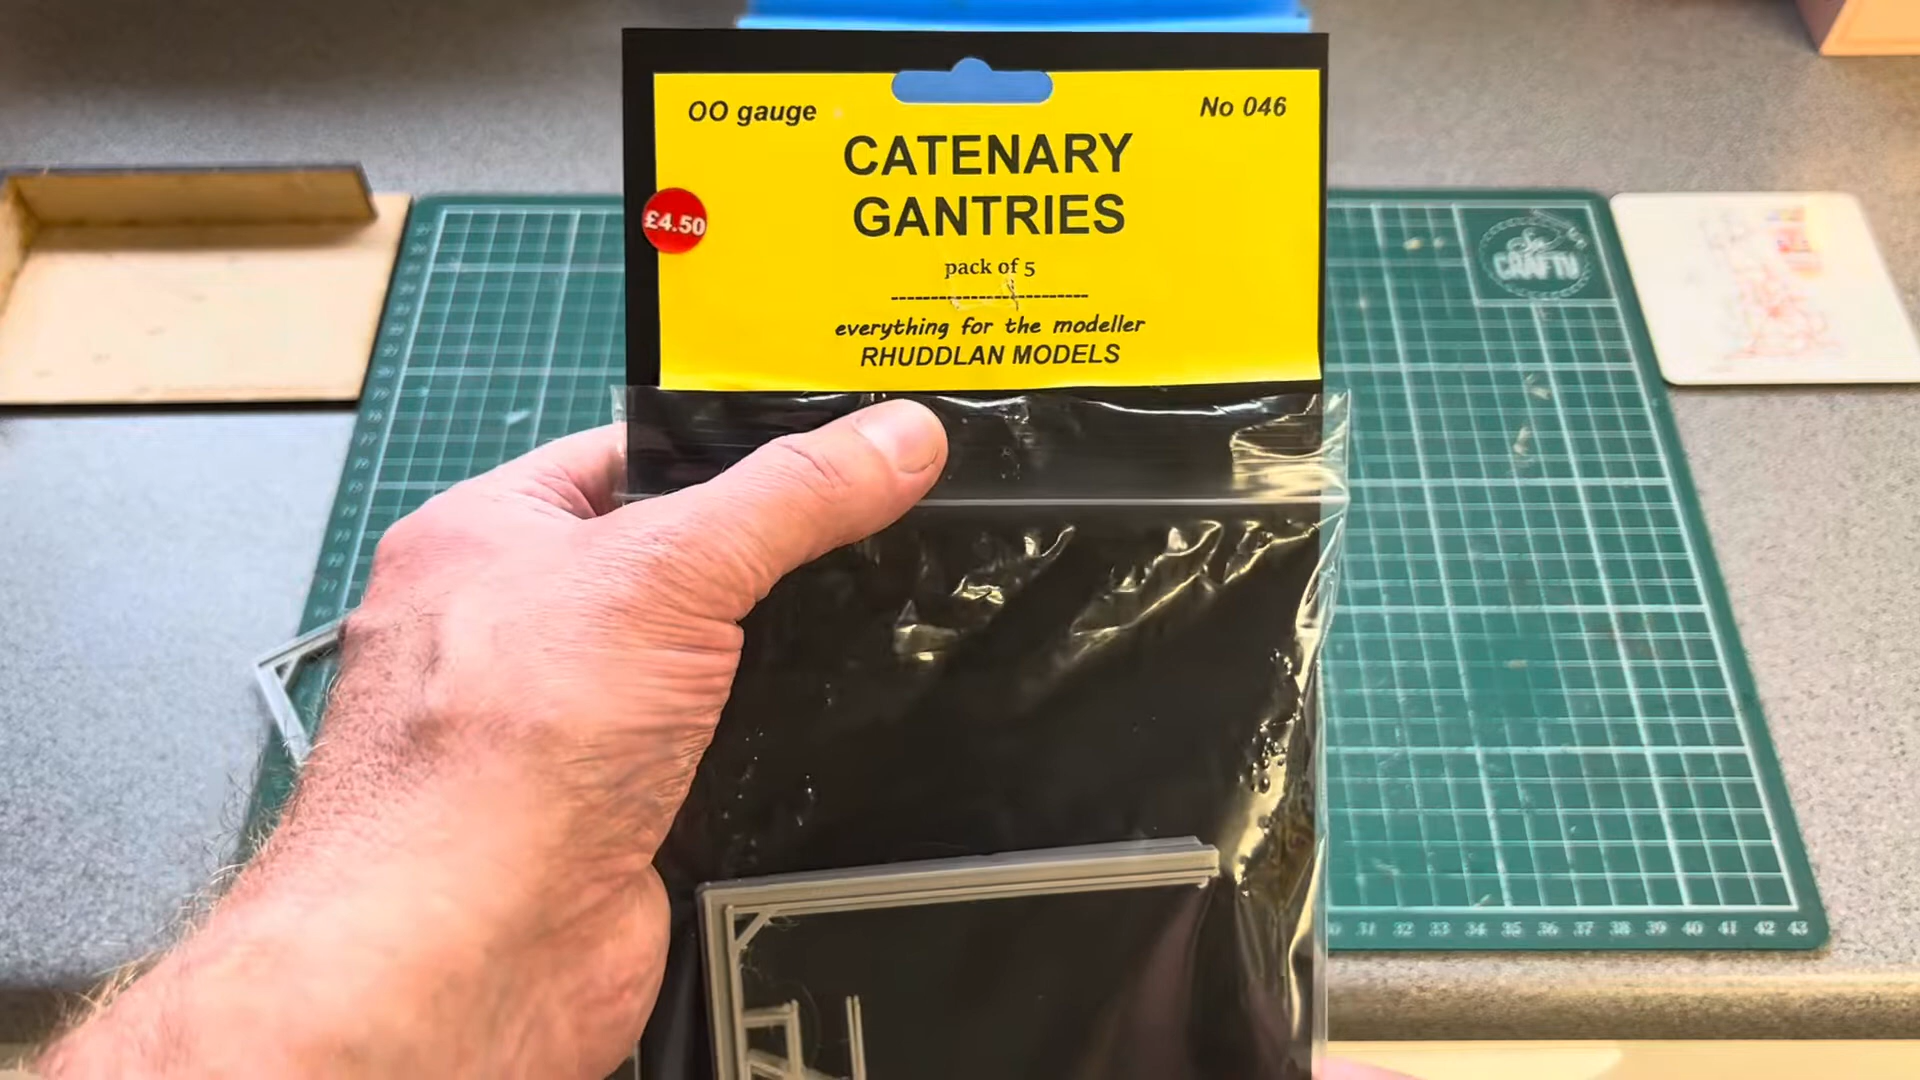 OO gauge
No 046
CATENARY
GANTRIES
£4.50
pack of 5
-------------------------
everything for the modeller
RHUDDLAN MODELS
CRAFTY
31 32 33 34 35 36 37 38 39 40 41 42 43